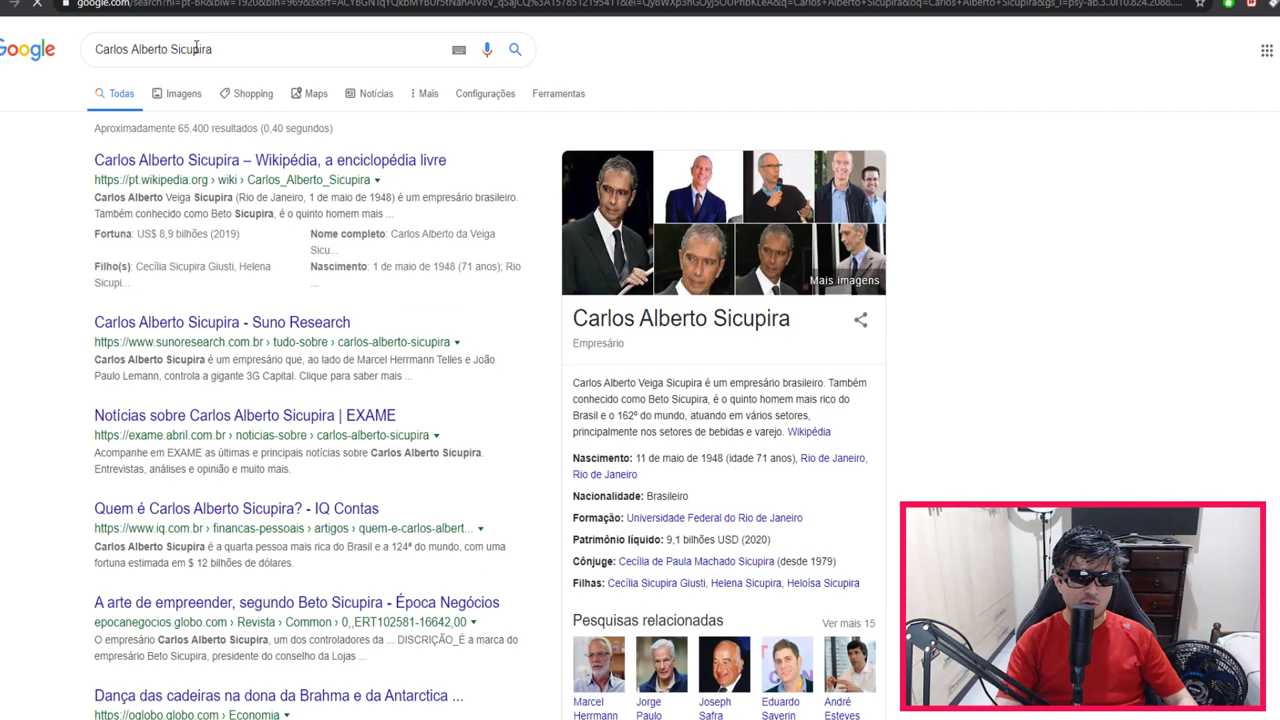 google.com/search?hl=pt-BR&biw=1920&bih=969&sxsrf=
Google
Carlos Alberto Sicupira
Todas
Imagens
Shopping
Maps
Notícias
Mais
Configurações
Ferramentas
Aproximadamente 65.400 resultados (0,40 segundos)
Carlos Alberto Sicupira – Wikipédia, a enciclopédia livre
https://pt.wikipedia.org › wiki › Carlos_Alberto_Sicupira
Carlos Alberto Veiga Sicupira (Rio de Janeiro, 1 de maio de 1948) é um empresário brasileiro.
Também conhecido como Beto Sicupira, é o quinto homem mais ...
Fortuna: US$ 8,9 bilhões (2019)
Nome completo: Carlos Alberto da Veiga
Sicu...
Filho(s): Cecília Sicupira Giusti, Helena
Sicupi...
Nascimento: 1 de maio de 1948 (71 anos); Rio
...
Carlos Alberto Sicupira - Suno Research
https://www.sunoresearch.com.br › tudo-sobre › carlos-alberto-sicupira
Carlos Alberto Sicupira é um empresário que, ao lado de Marcel Herrmann Telles e João
Paulo Lemann, controla a gigante 3G Capital. Clique para saber mais ...
Notícias sobre Carlos Alberto Sicupira | EXAME
https://exame.abril.com.br › noticias-sobre › carlos-alberto-sicupira
Acompanhe em EXAME as últimas e principais notícias sobre Carlos Alberto Sicupira.
Entrevistas, análises e opinião e muito mais.
Quem é Carlos Alberto Sicupira? - IQ Contas
https://www.iq.com.br › financas-pessoais › artigos › quem-e-carlos-albert...
Carlos Alberto Sicupira é a quarta pessoa mais rica do Brasil e a 124ª do mundo, com uma
fortuna estimada em $ 12 bilhões de dólares.
A arte de empreender, segundo Beto Sicupira - Época Negócios
epocanegocios.globo.com › Revista › Common › 0,,ERT102581-16642,00
O empresário Carlos Alberto Sicupira, um dos controladores da ... DISCRIÇÃO_É a marca do
empresário Beto Sicupira, presidente do conselho da Lojas ...
Dança das cadeiras na dona da Brahma e da Antarctica ...
https://oglobo.globo.com › Economia
Mais imagens
Carlos Alberto Sicupira
Empresário
Carlos Alberto Veiga Sicupira é um empresário brasileiro. Também
conhecido como Beto Sicupira, é o quinto homem mais rico do
Brasil e o 162º do mundo, atuando em vários setores,
principalmente nos setores de bebidas e varejo. Wikipédia
Nascimento: 11 de maio de 1948 (idade 71 anos), Rio de Janeiro,
Rio de Janeiro
Nacionalidade: Brasileiro
Formação: Universidade Federal do Rio de Janeiro
Patrimônio líquido: 9,1 bilhões USD (2020)
Cônjuge: Cecília de Paula Machado Sicupira (desde 1979)
Filhas: Cecília Sicupira Giusti, Helena Sicupira, Heloísa Sicupira
Pesquisas relacionadas
Ver mais 15
Marcel
Herrmann
Jorge
Paulo
Joseph
Safra
Eduardo
Saverin
André
Esteves